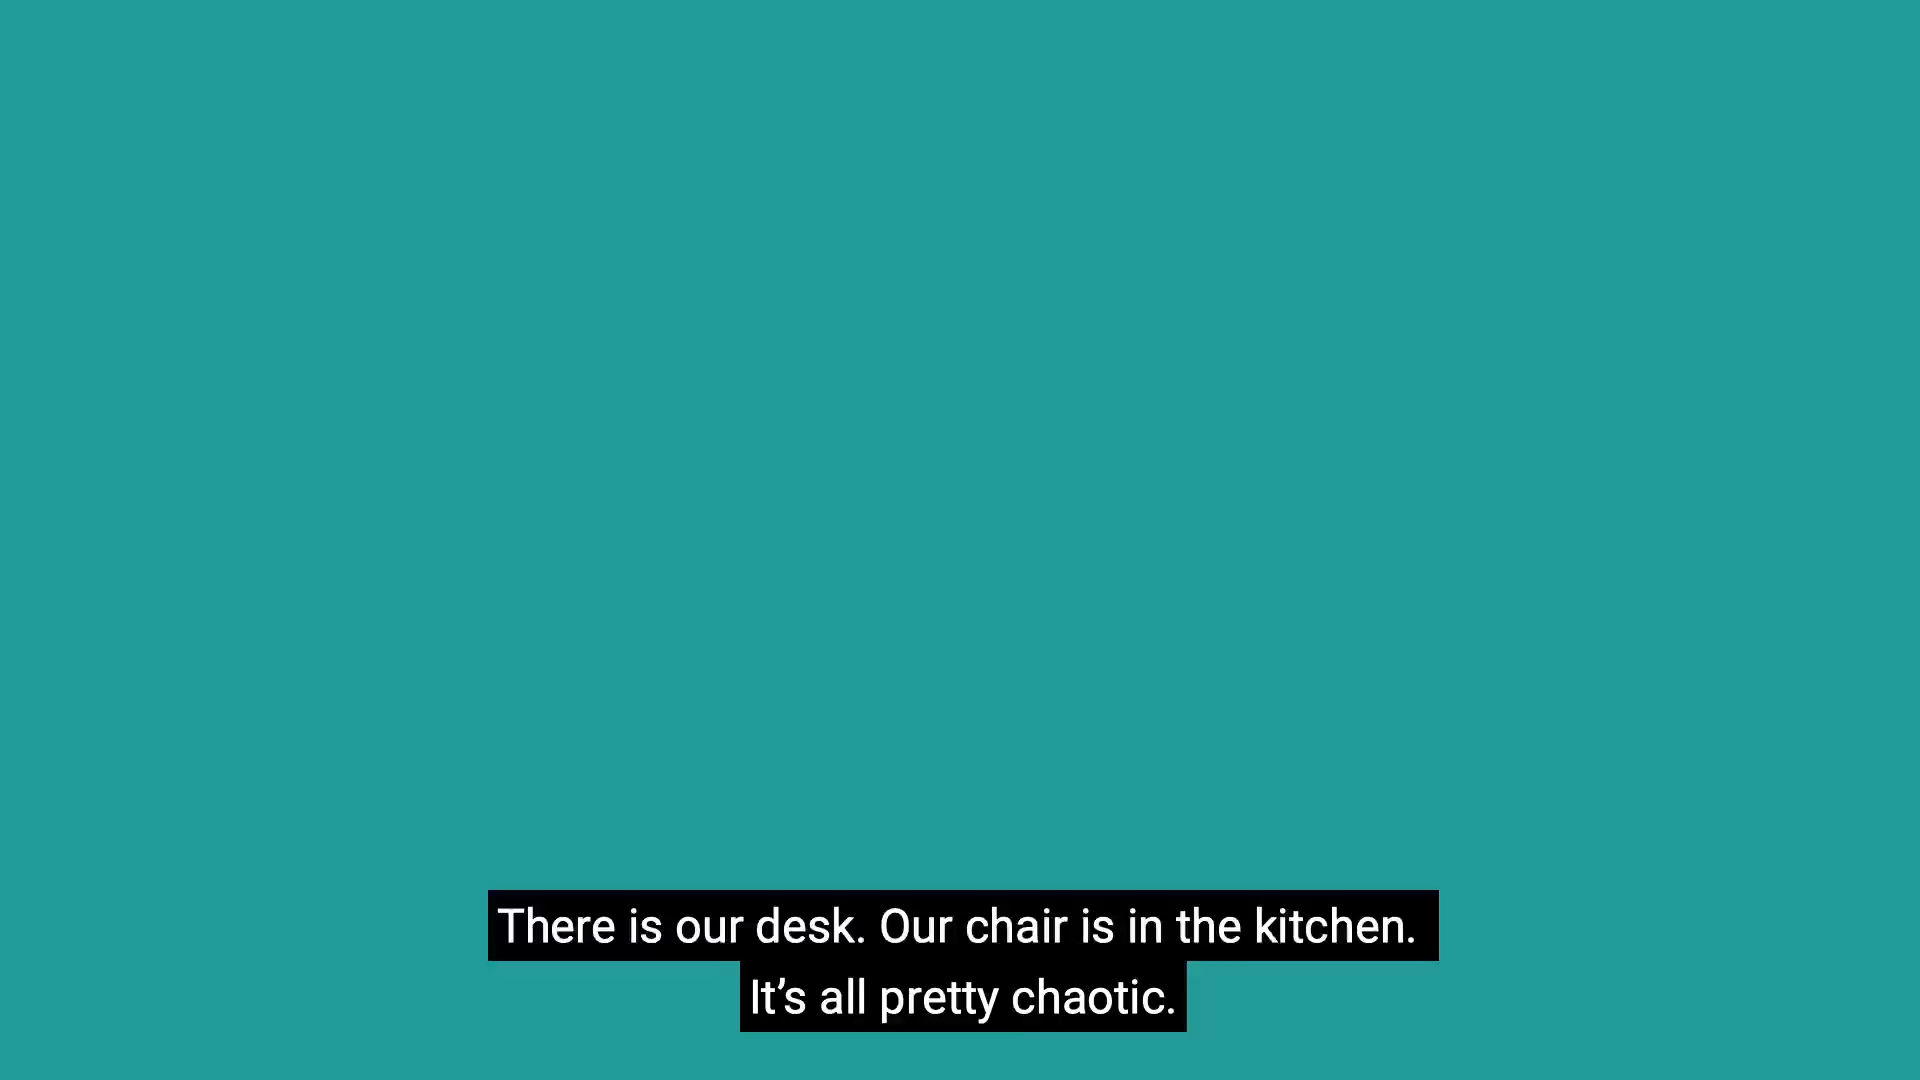 There is our desk. Our chair is in the kitchen.
It’s all pretty chaotic.